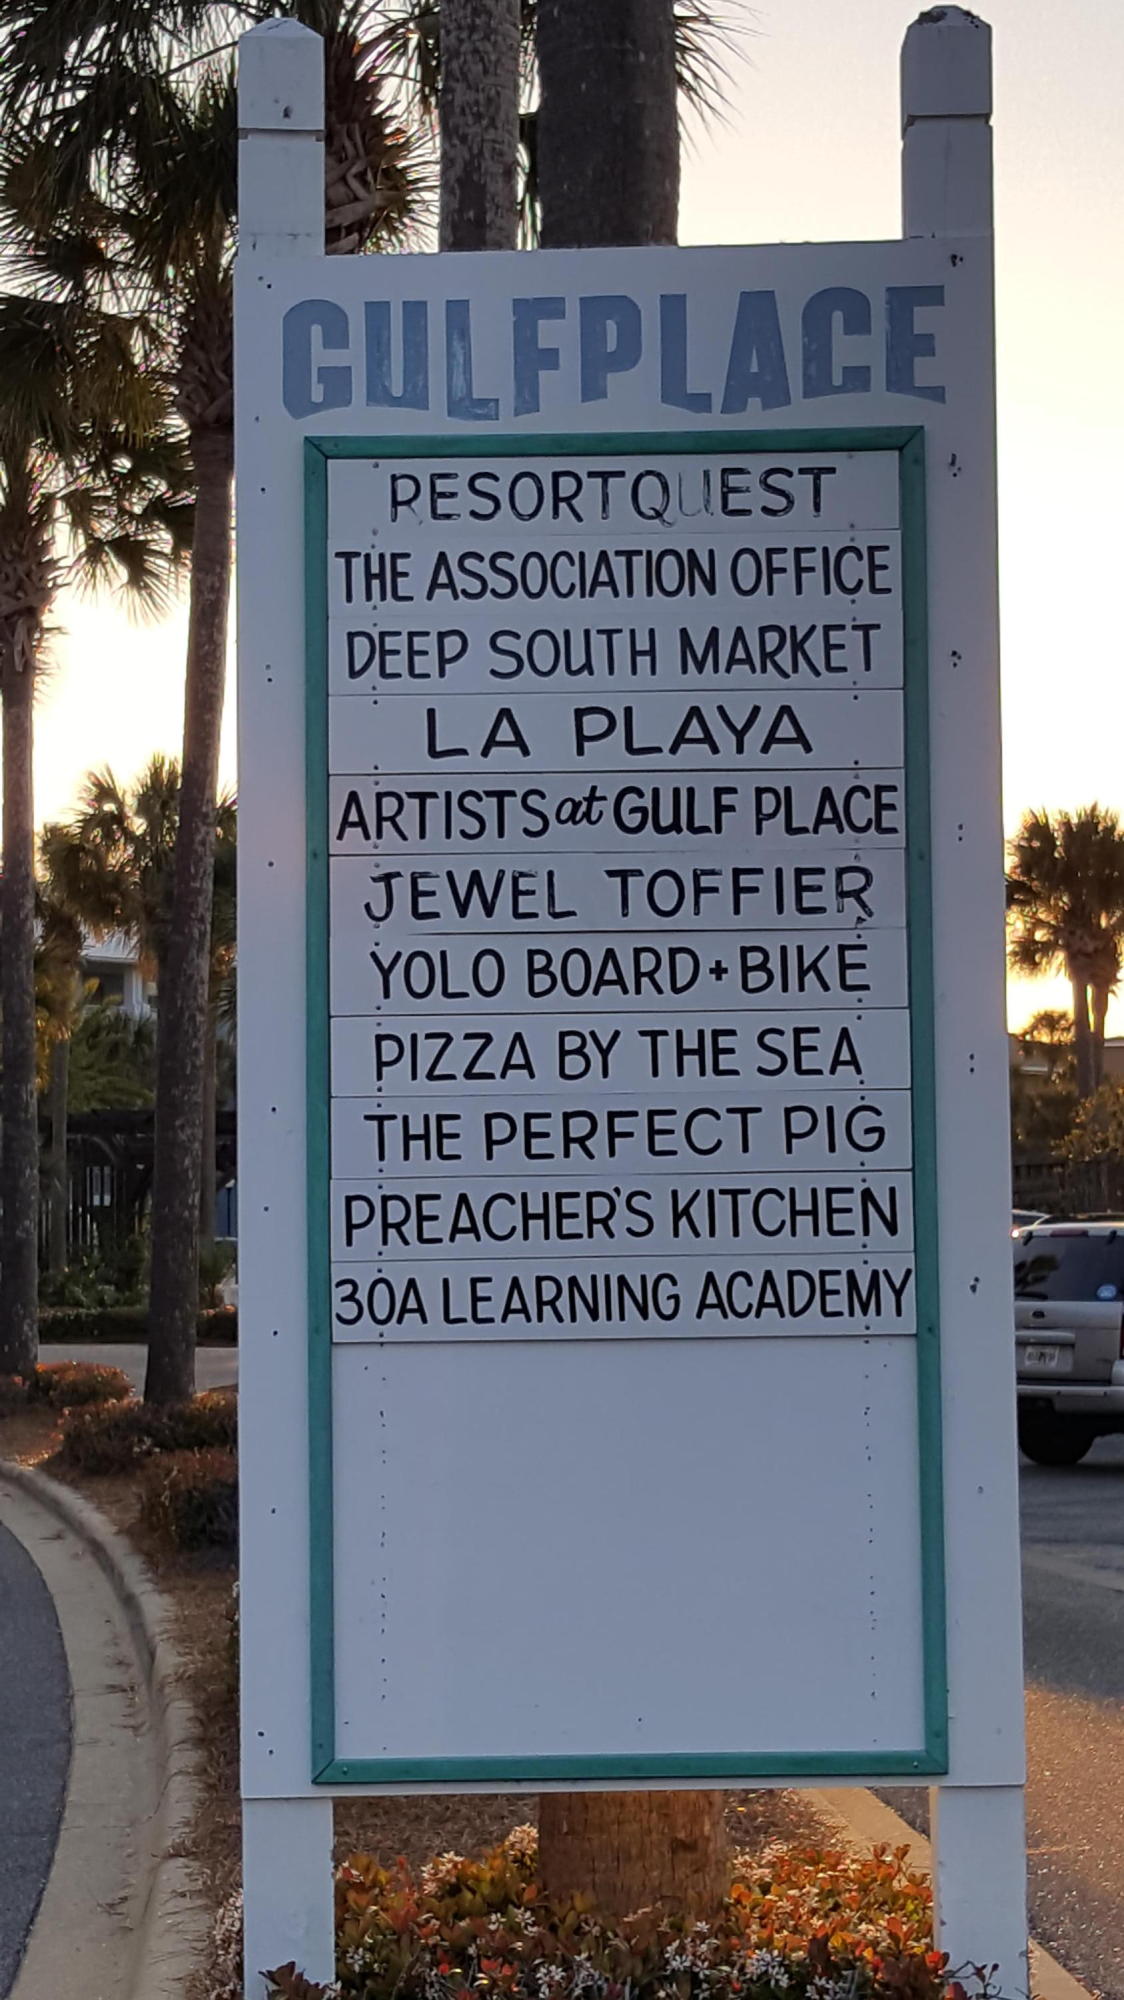 GULFPLACE
RESORTQUEST
THE ASSOCIATION OFFICE
DEEP SOUTH MARKET
LA PLAYA
ARTISTS at GULF PLACE
JEWEL TOFFIER
YOLO BOARD+BIKE
PIZZA BY THE SEA
THE PERFECT PIG
PREACHER'S KITCHEN
30A LEARNING ACADEMY